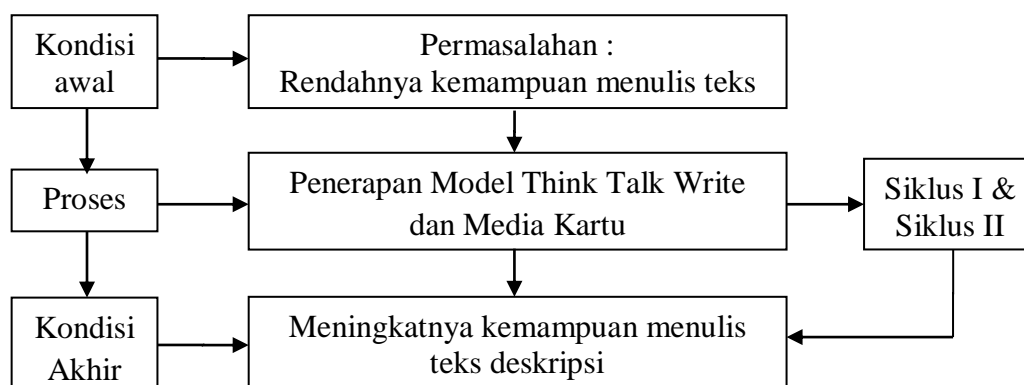 Kondisi
awal
Permasalahan :
Rendahnya kemampuan menulis teks
Proses
Penerapan Model Think Talk Write
dan Media Kartu
Siklus I &
Siklus II
Kondisi
Akhir
Meningkatnya kemampuan menulis
teks deskripsi